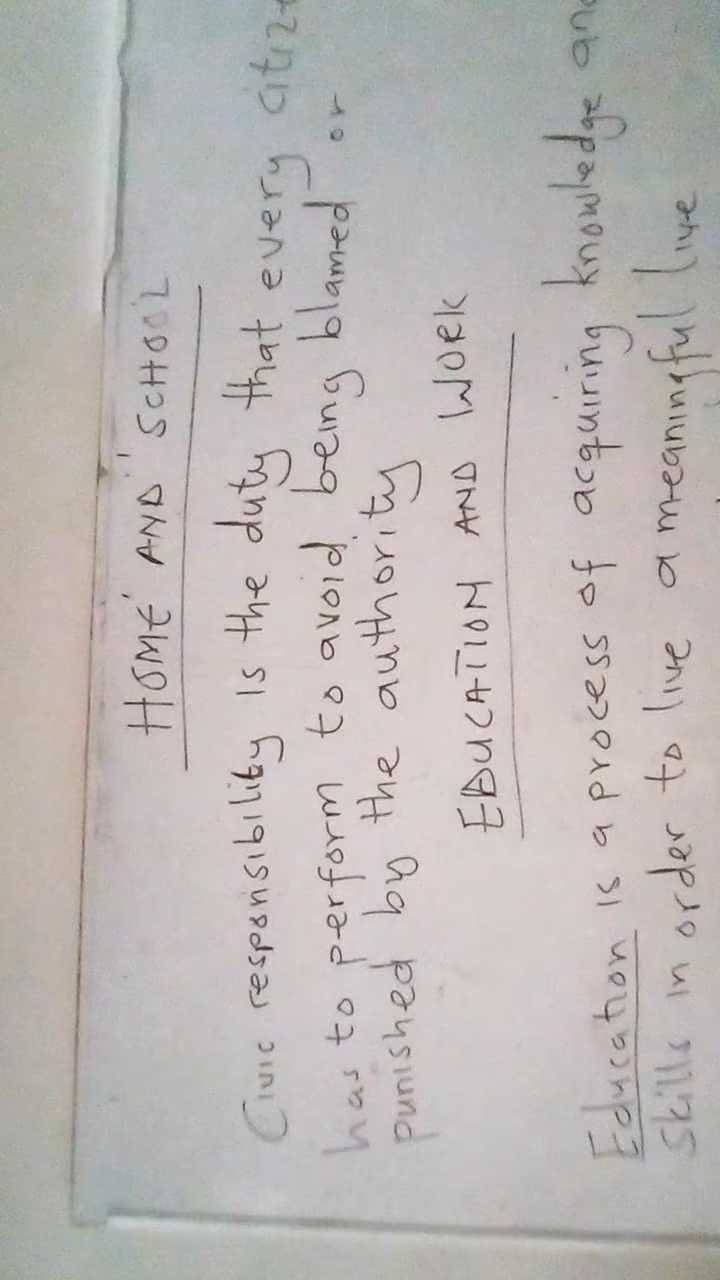 HOME AND SCHOOL
Civic responsibility is the duty that every citize
has to perform to avoid being blamed or
punished by the authority
EDUCATION AND WORK
Education is a process of acquiring knowledge and
Skills in order to live a meaningful live